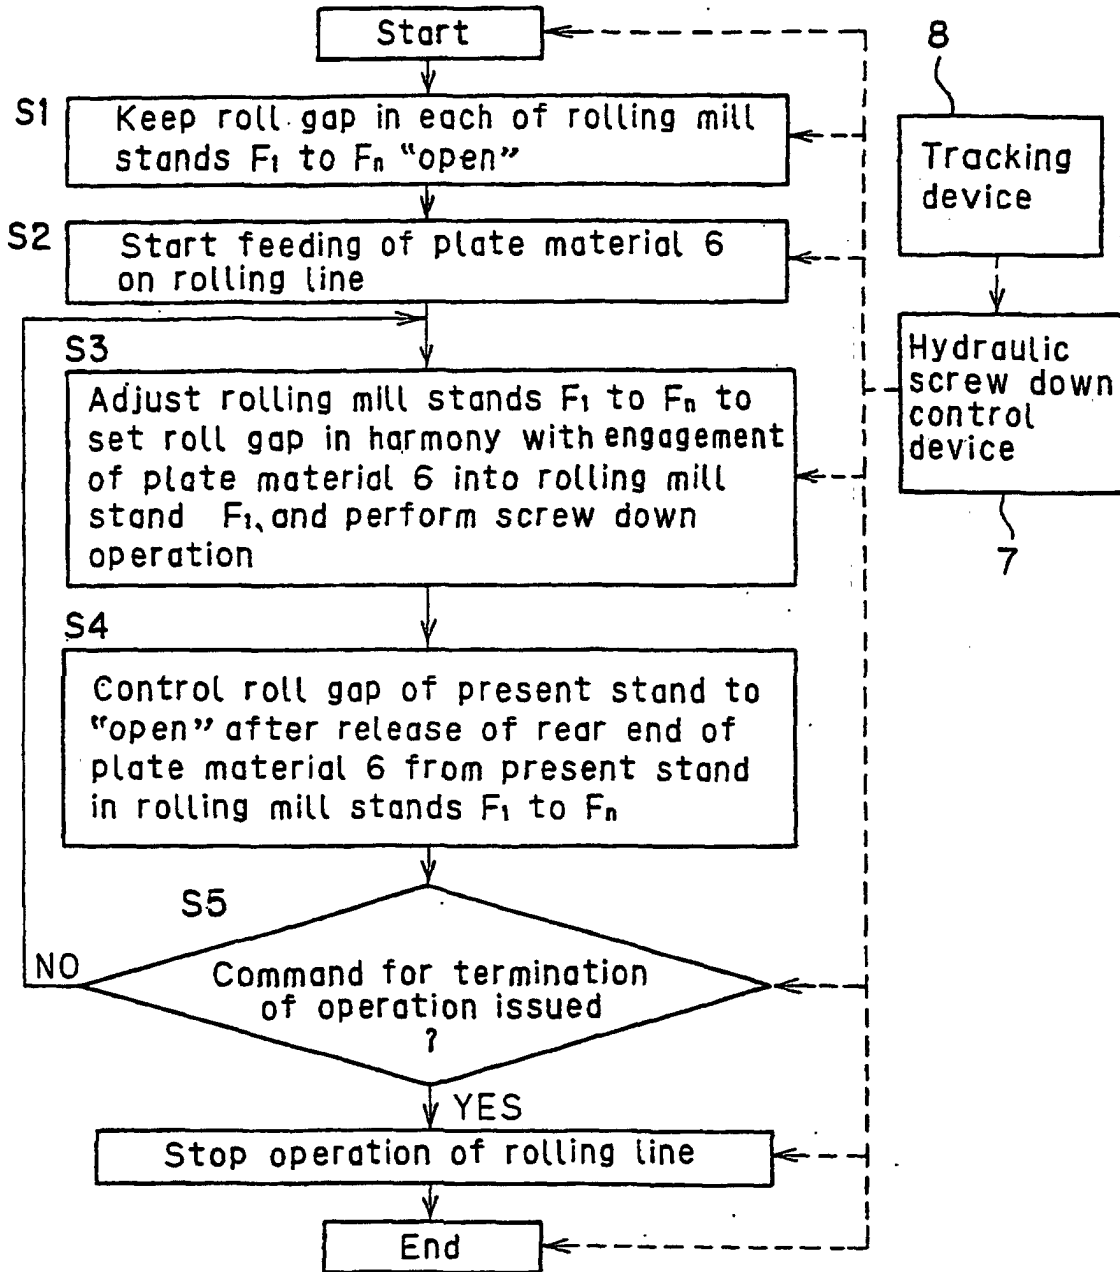 Start
S1
Keep roll gap in each of rolling mill
stands F1 to Fn “open”
S2
Start feeding of plate material 6
on rolling line
S3
Adjust rolling mill stands F1 to Fn to
set roll gap in harmony with engagement
of plate material 6 into rolling mill
stand F1, and perform screw down
operation
S4
Control roll gap of present stand to
“open” after release of rear end of
plate material 6 from present stand
in rolling mill stands F1 to Fn
S5
NO
Command for termination
of operation issued
?
YES
Stop operation of rolling line
End
8
Tracking
device
Hydraulic
screw down
control
device
7